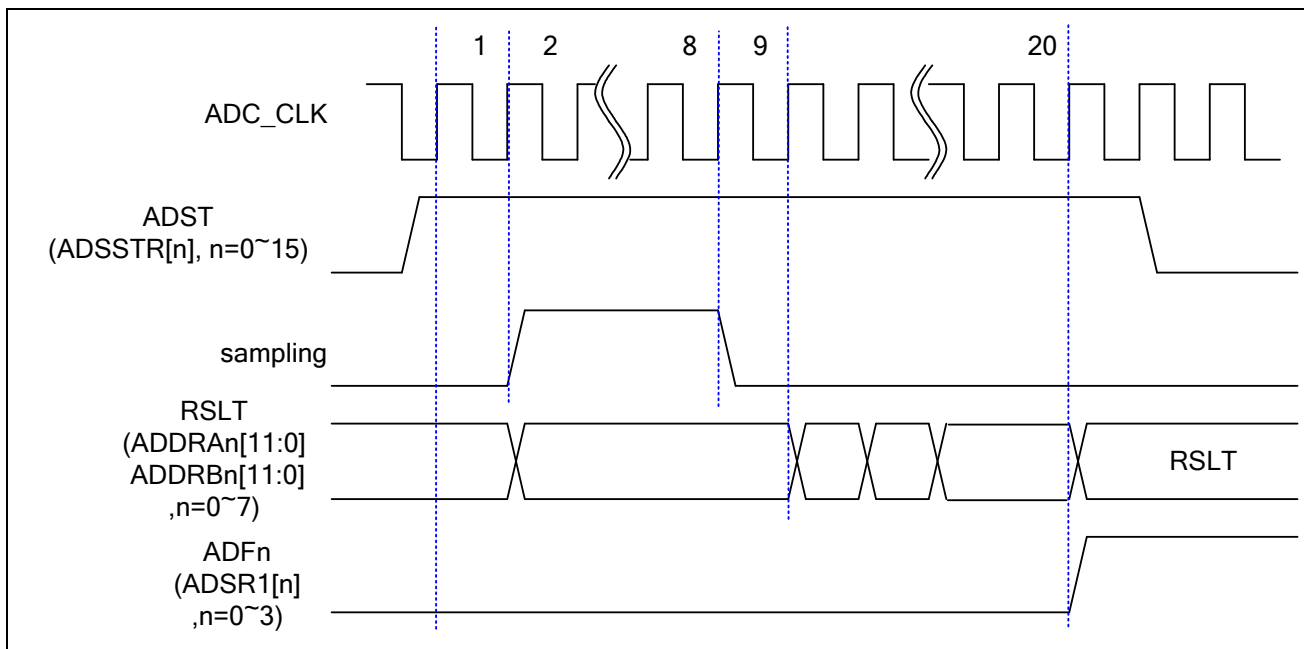 1 2 8 9 20
ADC_CLK
ADST
(ADSSTR[n], n=0~15)
sampling
RSLT
(ADDRAn[11:0]
ADDRBn[11:0]
,n=0~7)
RSLT
ADFn
(ADSR1[n]
,n=0~3)